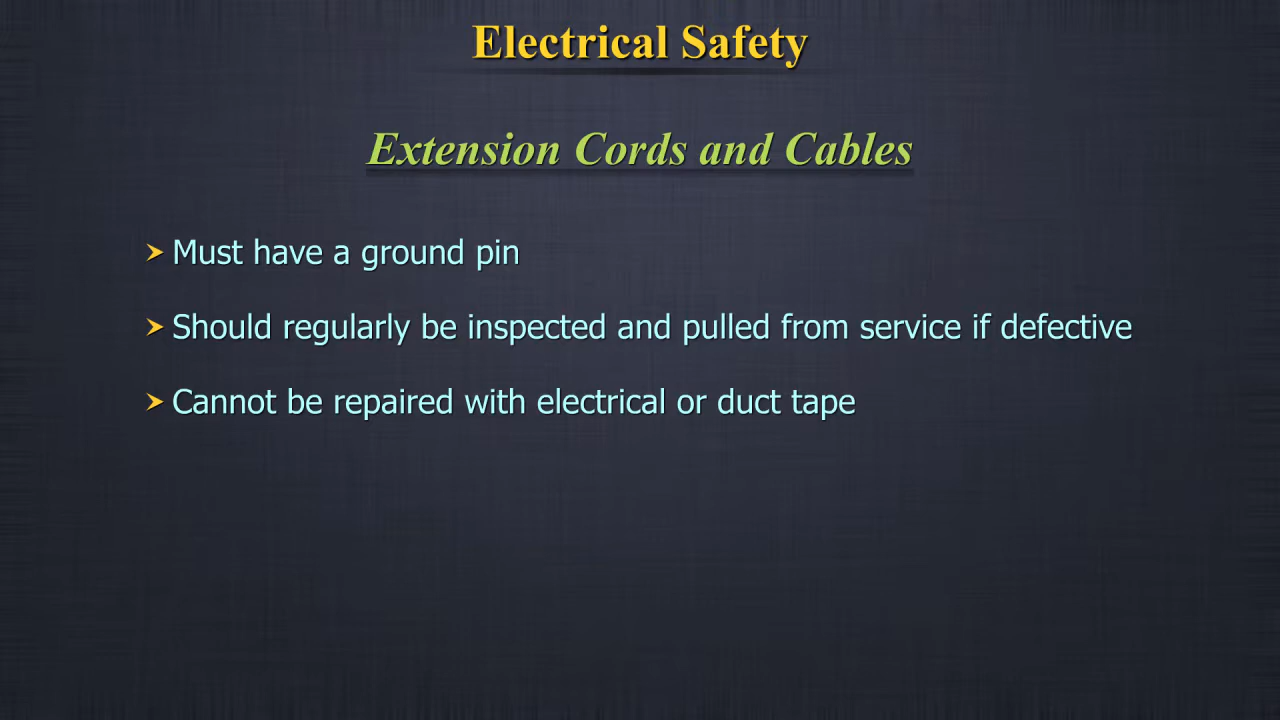 Electrical Safety
Extension Cords and Cables
➤ Must have a ground pin
➤ Should regularly be inspected and pulled from service if defective
➤ Cannot be repaired with electrical or duct tape